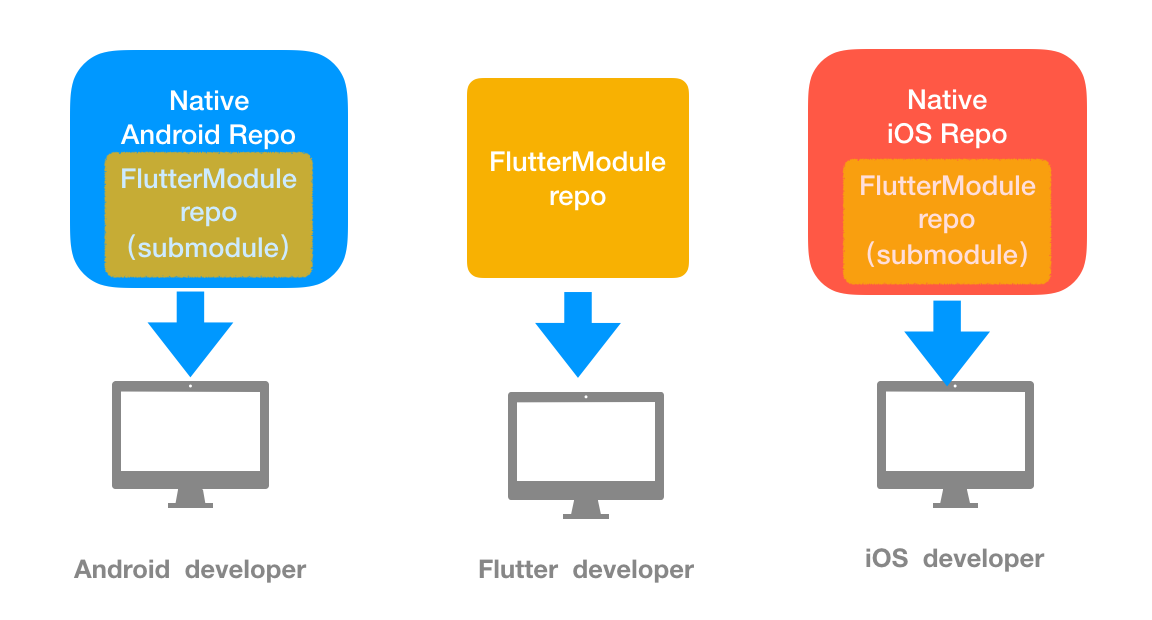 Native
Android Repo
FlutterModule
repo
(submodule)
FlutterModule
repo
Native
iOS Repo
FlutterModule
repo
(submodule)
Android developer
Flutter developer
iOS developer